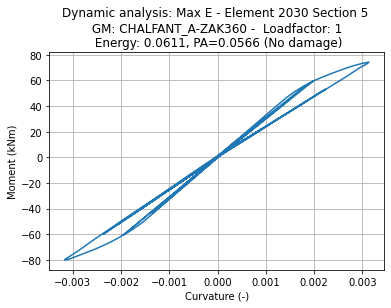 Dynamic analysis: Max E - Element 2030 Section 5
GM: CHALFANT_A-ZAK360 - Loadfactor: 1
Energy: 0.0611, PA=0.0566 (No damage)
80
60
40
20
0
−20
−40
−60
−80
Moment (kNm)
−0.003 −0.002 −0.001 0.000 0.001 0.002 0.003
Curvature (-)